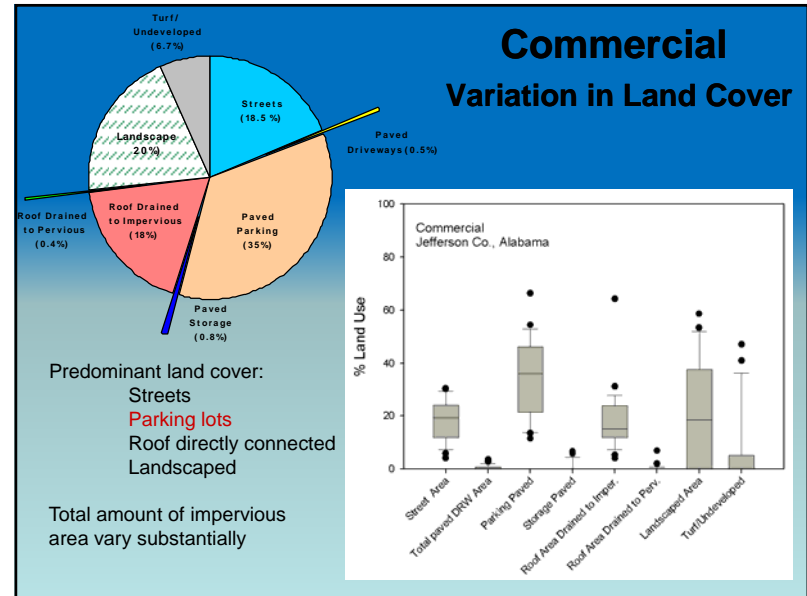 Commercial
Variation in Land Cover
Turf/
Undeveloped
(6.7%)
Streets
(18.5%)
Paved
Driveways (0.5%)
Landscape
20%)
Roof Drained
to Pervious
(0.4%)
Roof Drained
to Impervious
(18%)
Paved
Parking
(35%)
Paved
Storage
(0.8%)
Predominant land cover:
Streets
Parking lots
Roof directly connected
Landscaped
Total amount of impervious
area vary substantially
Commercial
Jefferson Co., Alabama
% Land Use
100
80
60
40
20
0
Street Area
Total paved DRW Area
Parking Paved
Storage Paved
Roof Area Drained to Imper.
Roof Area Drained to Perv.
Landscaped Area
Turf/Undeveloped